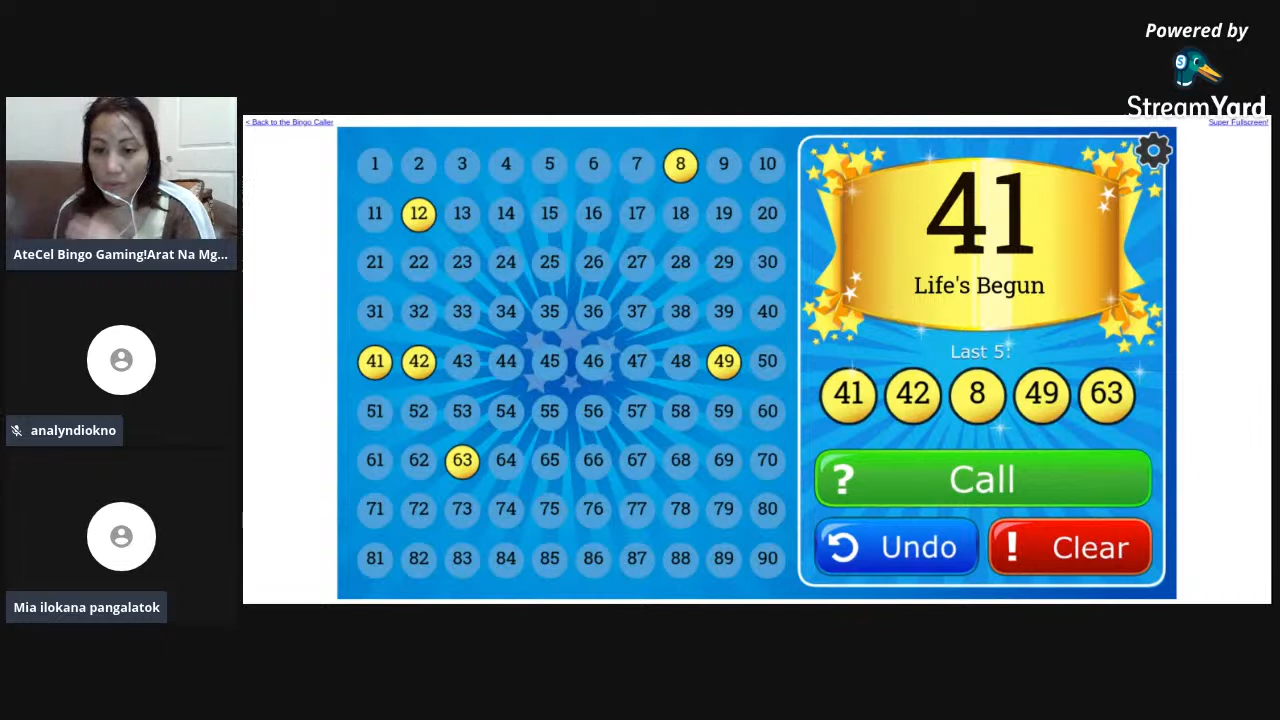 Powered by
StreamYard
< Back to the Bingo Caller
Super Fullscreen!
AteCel Bingo Gaming!Arat Na Mg...
analyndiokno
Mia ilokana pangalatok
1 2 3 4 5 6 7 8 9 10
11 12 13 14 15 16 17 18 19 20
21 22 23 24 25 26 27 28 29 30
31 32 33 34 35 36 37 38 39 40
41 42 43 44 45 46 47 48 49 50
51 52 53 54 55 56 57 58 59 60
61 62 63 64 65 66 67 68 69 70
71 72 73 74 75 76 77 78 79 80
81 82 83 84 85 86 87 88 89 90
41
Life's Begun
Last 5:
41 42 8 49 63
? Call
Undo
! Clear